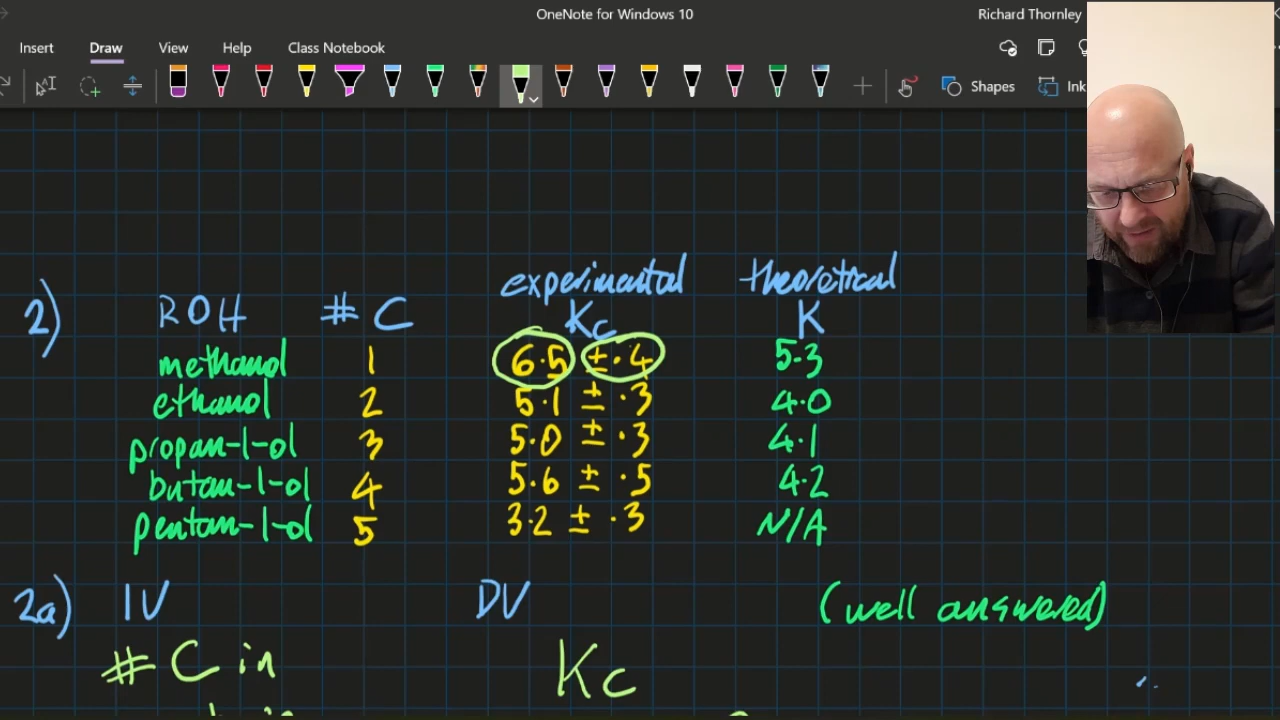 OneNote for Windows 10
Richard Thornley
Insert Draw View Help Class Notebook
Shapes Ink
2) ROH # C experimental Kc theoretical K
methanol 1 6.5 ± .4 5.3
ethanol 2 5.1 ± .3 4.0
propan-1-ol 3 5.0 ± .3 4.1
butan-1-ol 4 5.6 ± .5 4.2
pentan-1-ol 5 3.2 ± .3 N/A
2a) IV DV (well answered)
# C in Kc